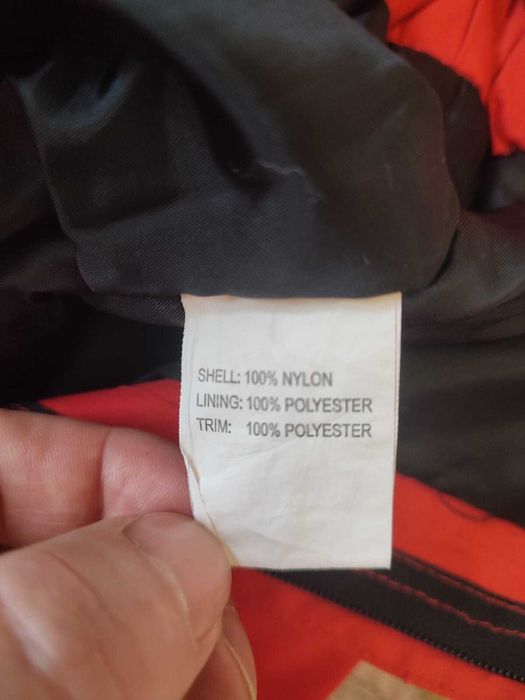 SHELL: 100% NYLON
LINING: 100% POLYESTER
TRIM: 100% POLYESTER